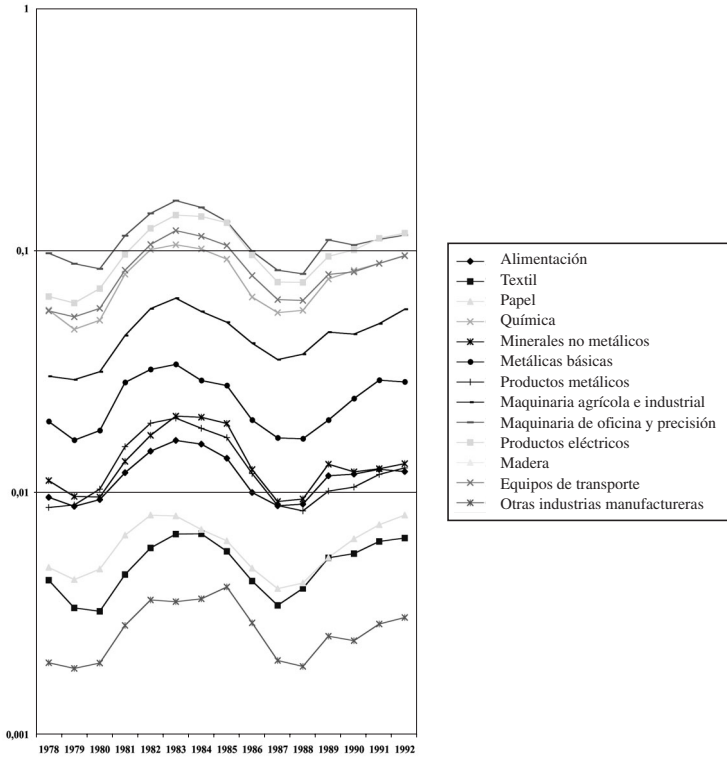 1
0,1
0,01
0,001
1978 1979 1980 1981 1982 1983 1984 1985 1986 1987 1988 1989 1990 1991 1992
Alimentación
Textil
Papel
Química
Minerales no metálicos
Metálicas básicas
Productos metálicos
Maquinaria agrícola e industrial
Maquinaria de oficina y precisión
Productos eléctricos
Madera
Equipos de transporte
Otras industrias manufactureras